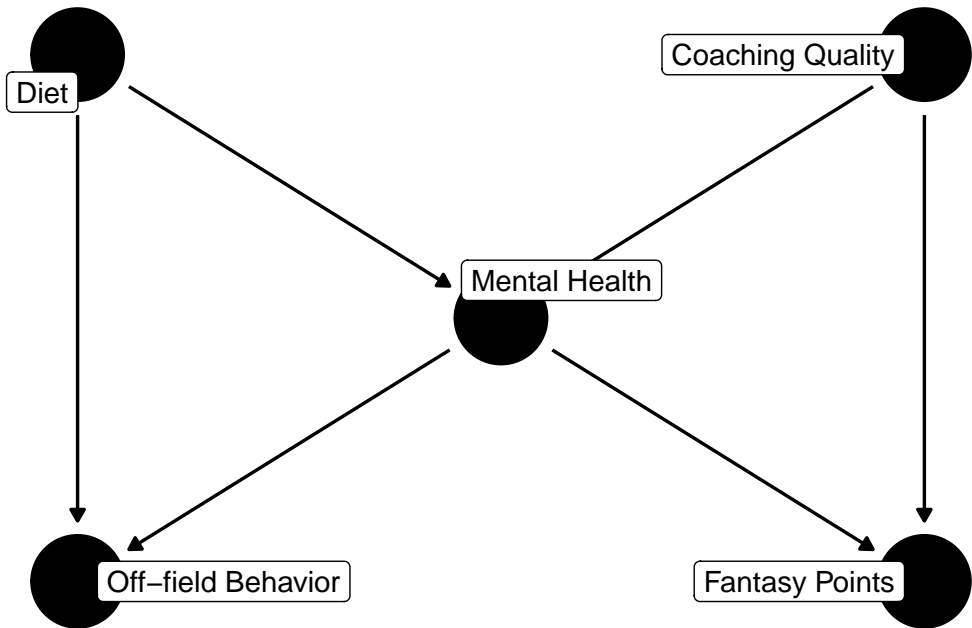 Coaching Quality
Diet
Mental Health
Off−field Behavior
Fantasy Points